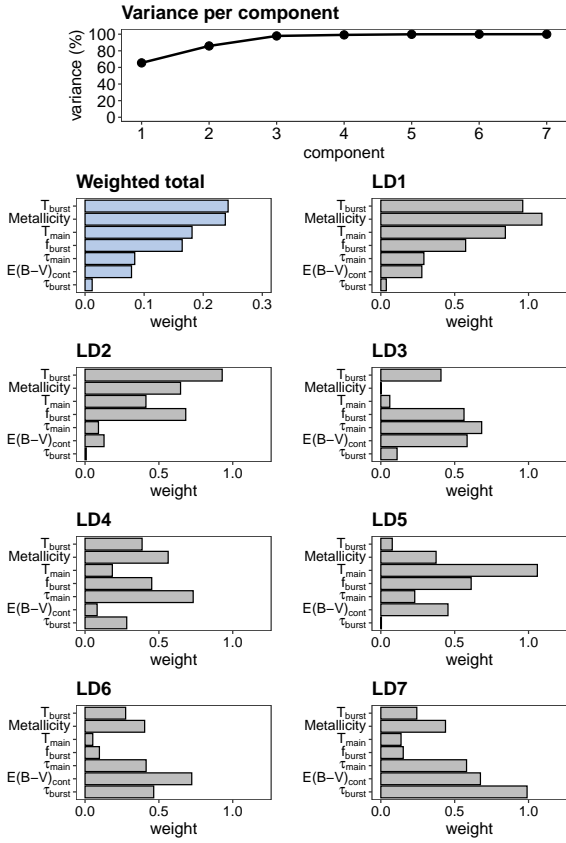 Variance per component
variance (%)
100
80
60
40
20
0
1 2 3 4 5 6 7
component
Weighted total
T_burst
Metallicity
T_main
f_burst
τ_main
E(B−V)_cont
τ_burst
0.0 0.1 0.2 0.3
weight
LD1
T_burst
Metallicity
T_main
f_burst
τ_main
E(B−V)_cont
τ_burst
0.0 0.5 1.0
weight
LD2
T_burst
Metallicity
T_main
f_burst
τ_main
E(B−V)_cont
τ_burst
0.0 0.5 1.0
weight
LD3
T_burst
Metallicity
T_main
f_burst
τ_main
E(B−V)_cont
τ_burst
0.0 0.5 1.0
weight
LD4
T_burst
Metallicity
T_main
f_burst
τ_main
E(B−V)_cont
τ_burst
0.0 0.5 1.0
weight
LD5
T_burst
Metallicity
T_main
f_burst
τ_main
E(B−V)_cont
τ_burst
0.0 0.5 1.0
weight
LD6
T_burst
Metallicity
T_main
f_burst
τ_main
E(B−V)_cont
τ_burst
0.0 0.5 1.0
weight
LD7
T_burst
Metallicity
T_main
f_burst
τ_main
E(B−V)_cont
τ_burst
0.0 0.5 1.0
weight